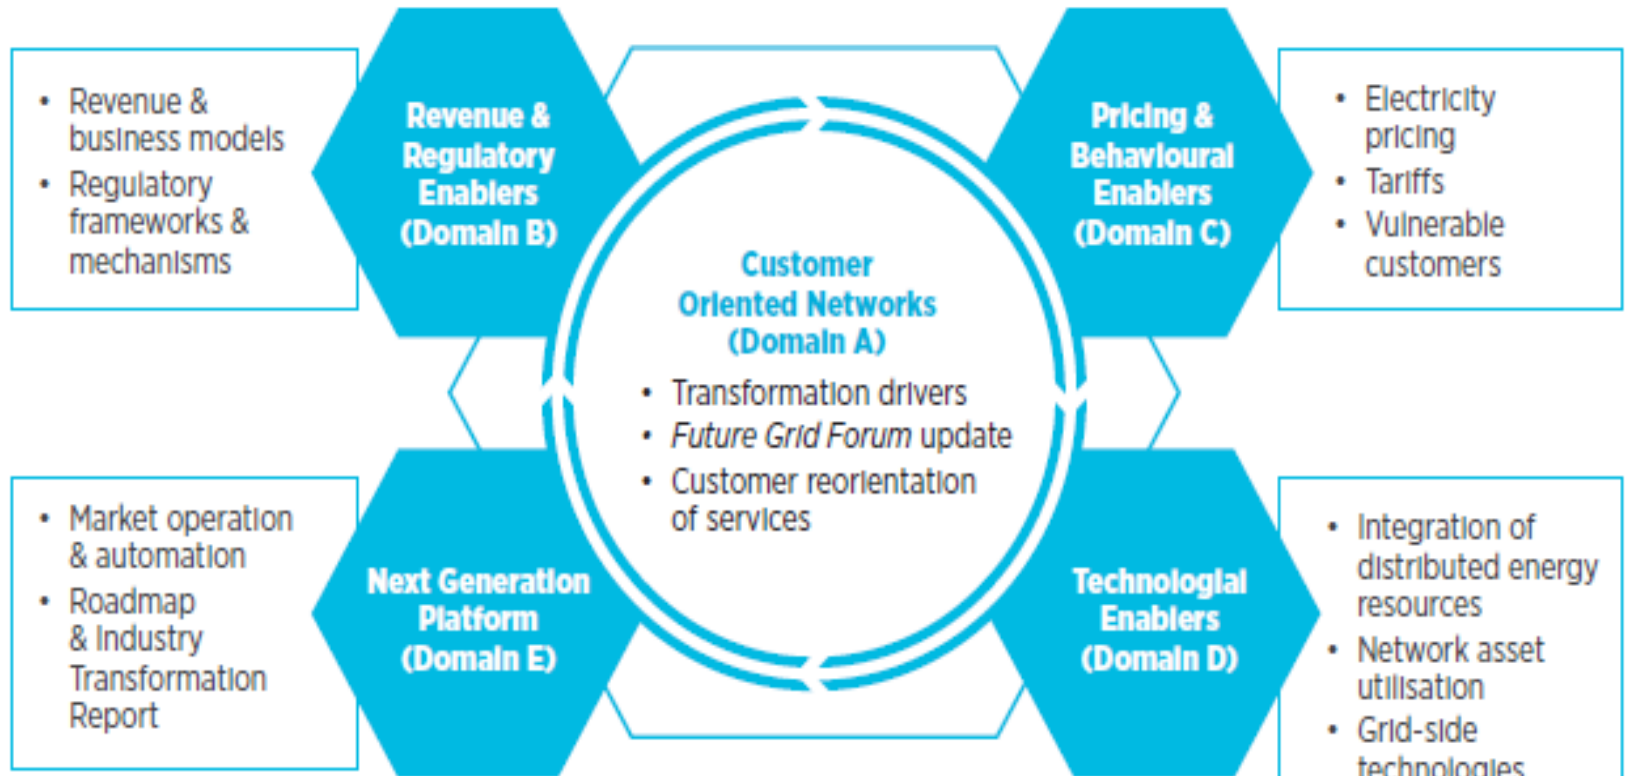 • Revenue &
business models
• Regulatory
frameworks &
mechanisms
Revenue &
Regulatory
Enablers
(Domain B)
Pricing &
Behavioural
Enablers
(Domain C)
• Electricity
pricing
• Tariffs
• Vulnerable
customers
Customer
Oriented Networks
(Domain A)
• Transformation drivers
• Future Grid Forum update
• Customer reorientation
of services
• Market operation
& automation
• Roadmap
& Industry
Transformation
Report
Next Generation
Platform
(Domain E)
Technologial
Enablers
(Domain D)
• Integration of
distributed energy
resources
• Network asset
utilisation
• Grid-side
technologies